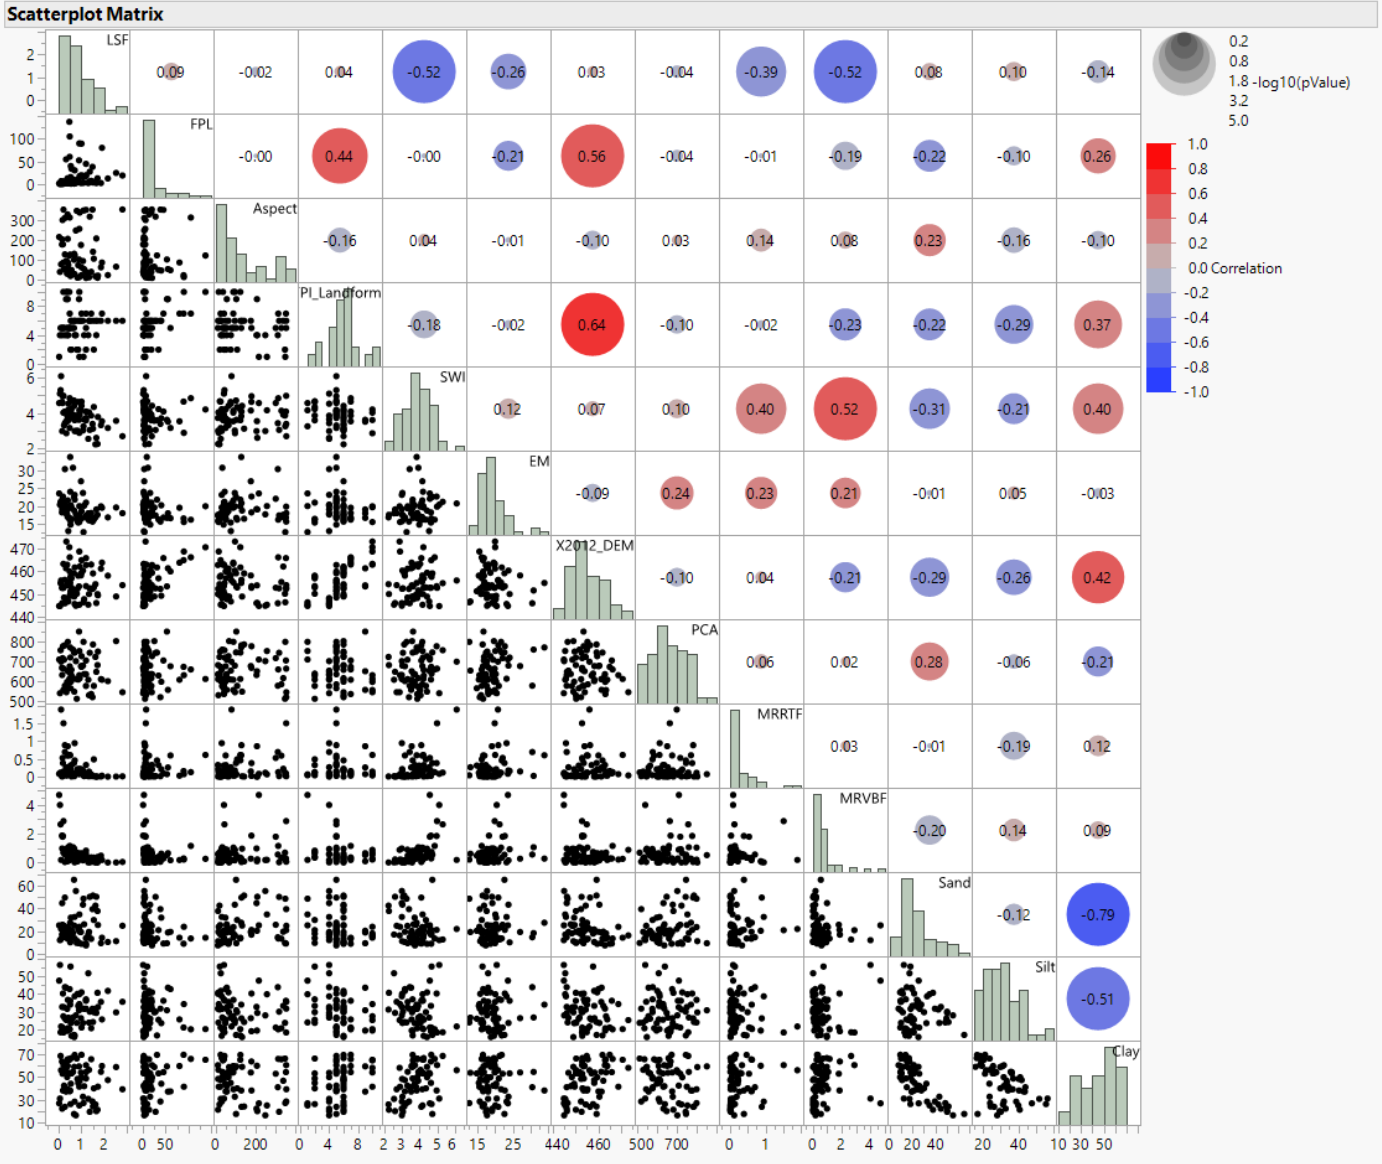 Scatterplot Matrix
LSF
2
1
0
0.09 -0.02 0.04 -0.52 -0.26 0.03 -0.04 -0.39 -0.52 0.08 0.10 -0.14
FPL
100
50
0
-0.00 0.44 -0.00 -0.21 0.56 -0.04 -0.01 -0.19 -0.22 -0.10 0.26
Aspect
300
200
100
0
-0.16 0.04 -0.01 -0.10 0.03 0.14 0.08 0.23 -0.16 -0.10
PI_Landform
8
4
0
-0.18 -0.02 0.64 -0.10 -0.02 -0.23 -0.22 -0.29 0.37
SWI
6
4
2
0.12 0.07 0.10 0.40 0.52 -0.31 -0.21 0.40
EM
30
25
20
15
-0.09 0.24 0.23 0.21 -0.01 0.05 -0.03
X2012_DEM
470
460
450
440
-0.10 0.04 -0.21 -0.29 -0.26 0.42
PCA
800
700
600
500
0.06 0.02 0.28 -0.06 -0.21
MRRTF
1.5
1
0.5
0
0.03 -0.01 -0.19 0.12
MRVBF
4
2
0
-0.20 0.14 0.09
Sand
60
40
20
0
-0.12 -0.79
Silt
50
40
30
20
-0.51
Clay
70
50
30
10
0 1 2 0 50 0 200 0 4 8 2 3 4 5 6 15 25 440 460 500 700 0 1 0 2 4 0 20 40 20 40 10 30 50
0.2
0.8
1.8 -log10(pValue)
3.2
5.0
1.0
0.8
0.6
0.4
0.2
0.0 Correlation
-0.2
-0.4
-0.6
-0.8
-1.0